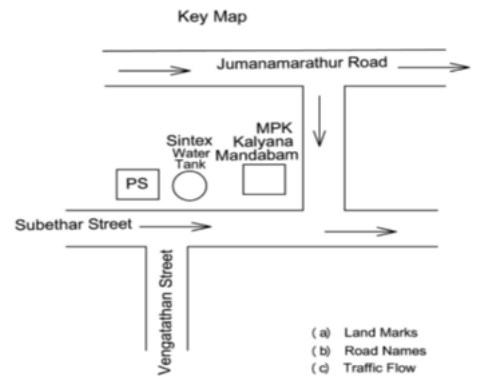 Key Map
Jumanamarathur Road
MPK
Kalyana
Mandabam
Sintex
Water
Tank
PS
Subethar Street
Vengatathan Street
(a) Land Marks
(b) Road Names
(c) Traffic Flow